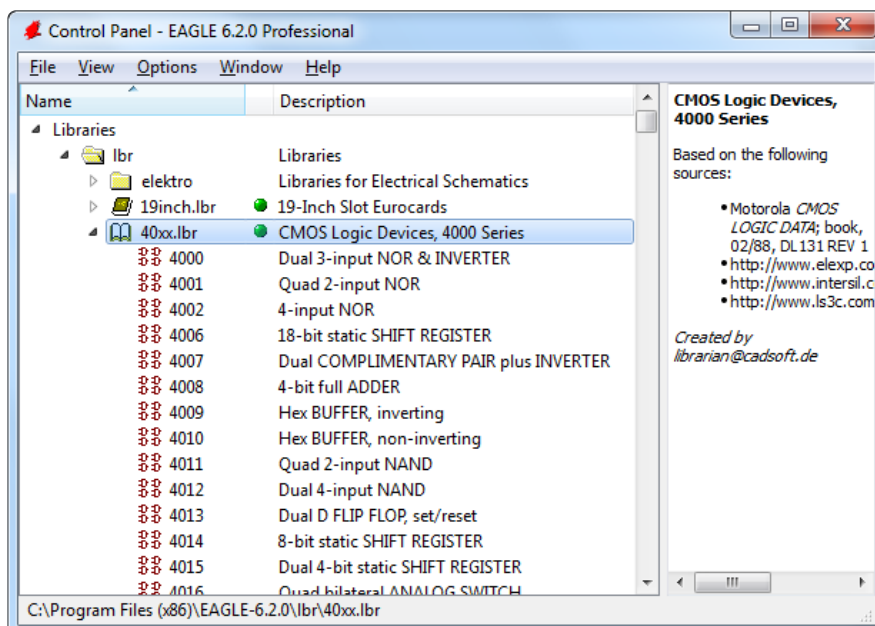 Control Panel - EAGLE 6.2.0 Professional
File View Options Window Help
Name Description
Libraries
lbr Libraries
elektro Libraries for Electrical Schematics
19inch.lbr 19-Inch Slot Eurocards
40xx.lbr CMOS Logic Devices, 4000 Series
4000 Dual 3-input NOR & INVERTER
4001 Quad 2-input NOR
4002 4-input NOR
4006 18-bit static SHIFT REGISTER
4007 Dual COMPLIMENTARY PAIR plus INVERTER
4008 4-bit full ADDER
4009 Hex BUFFER, inverting
4010 Hex BUFFER, non-inverting
4011 Quad 2-input NAND
4012 Dual 4-input NAND
4013 Dual D FLIP FLOP, set/reset
4014 8-bit static SHIFT REGISTER
4015 Dual 4-bit static SHIFT REGISTER
4016 Quad bilateral ANALOG SWITCH
CMOS Logic Devices,
4000 Series
Based on the following
sources:
Motorola CMOS
LOGIC DATA; book,
02/88, DL131 REV 1
http://www.elexp.co
http://www.intersil.c
http://www.ls3c.com
Created by
librarian@cadsoft.de
C:\Program Files (x86)\EAGLE-6.2.0\lbr\40xx.lbr